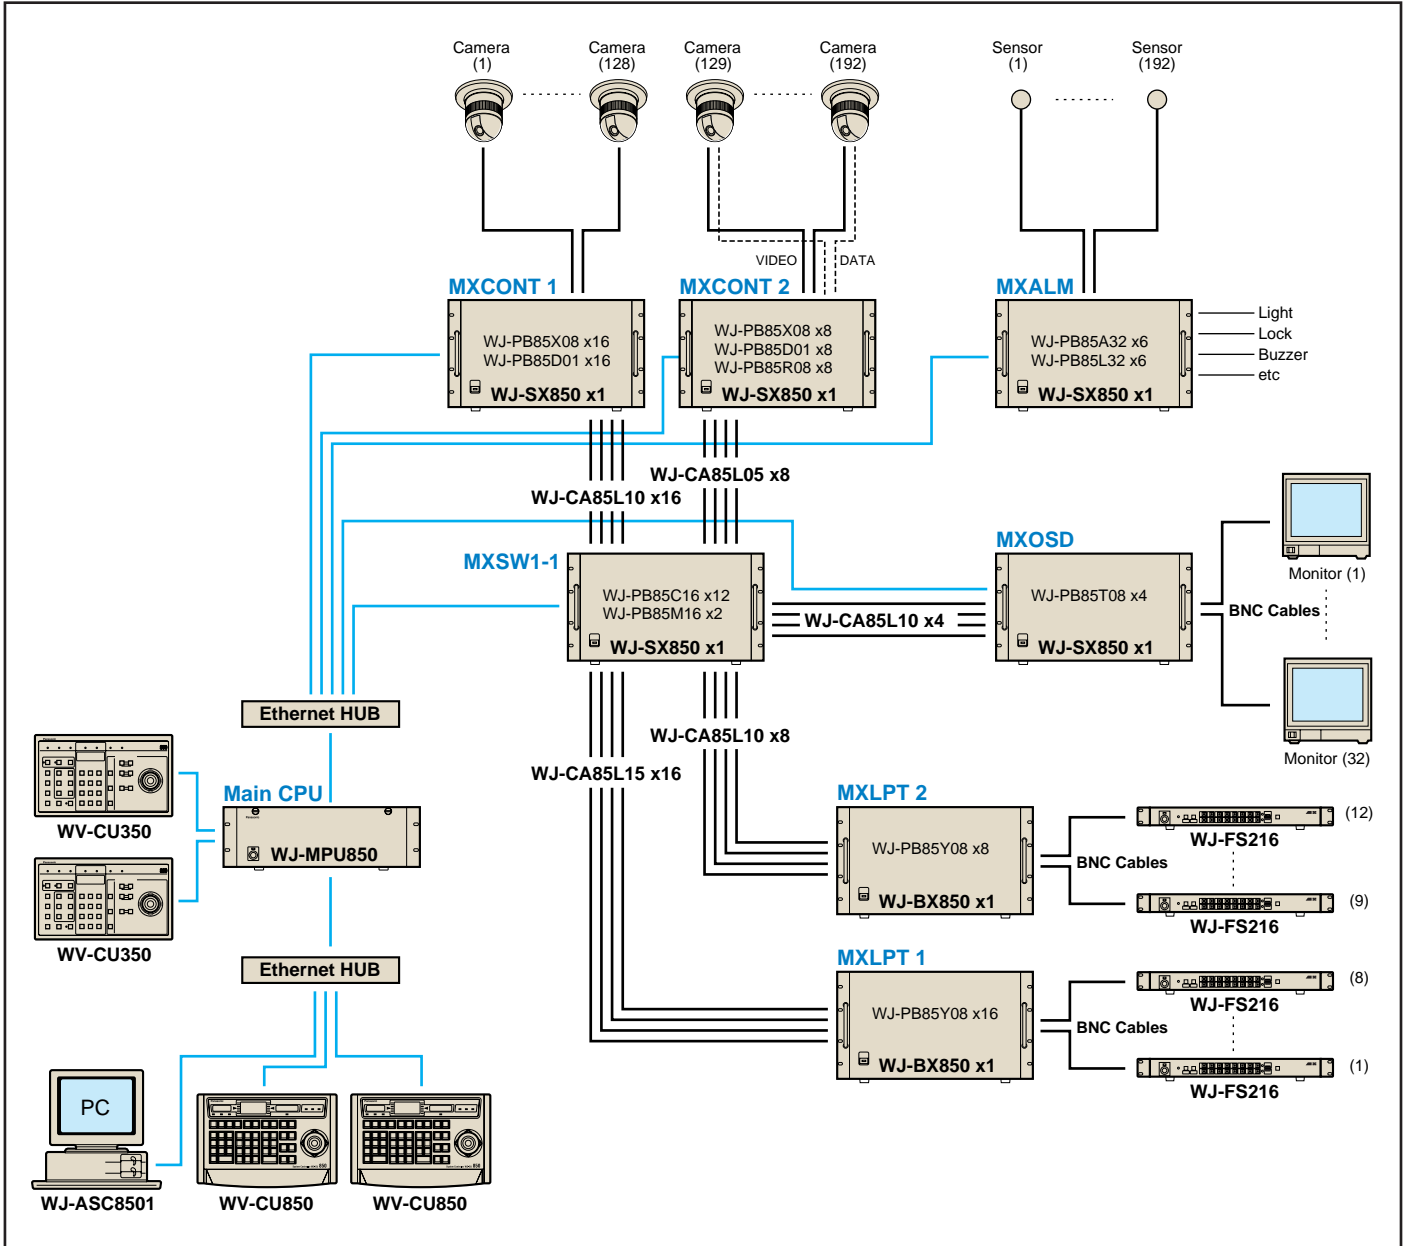 Camera
(1)
Camera
(128)
Camera
(129)
Camera
(192)
Sensor
(1)
Sensor
(192)
VIDEO
DATA
MXCONT 1
WJ-PB85X08 x16
WJ-PB85D01 x16
WJ-SX850 x1
MXCONT 2
WJ-PB85X08 x8
WJ-PB85D01 x8
WJ-PB85R08 x8
WJ-SX850 x1
MXALM
WJ-PB85A32 x6
WJ-PB85L32 x6
WJ-SX850 x1
Light
Lock
Buzzer
etc
WJ-CA85L05 x8
WJ-CA85L10 x16
MXSW1-1
WJ-PB85C16 x12
WJ-PB85M16 x2
WJ-SX850 x1
WJ-CA85L10 x4
MXOSD
WJ-PB85T08 x4
WJ-SX850 x1
BNC Cables
Monitor (1)
Monitor (32)
Ethernet HUB
WJ-CA85L10 x8
WJ-CA85L15 x16
WV-CU350
Main CPU
WJ-MPU850
WV-CU350
MXLPT 2
WJ-PB85Y08 x8
WJ-BX850 x1
BNC Cables
(12)
WJ-FS216
(9)
WJ-FS216
Ethernet HUB
MXLPT 1
WJ-PB85Y08 x16
WJ-BX850 x1
BNC Cables
(8)
WJ-FS216
(1)
WJ-FS216
PC
WJ-ASC8501
WV-CU850
WV-CU850